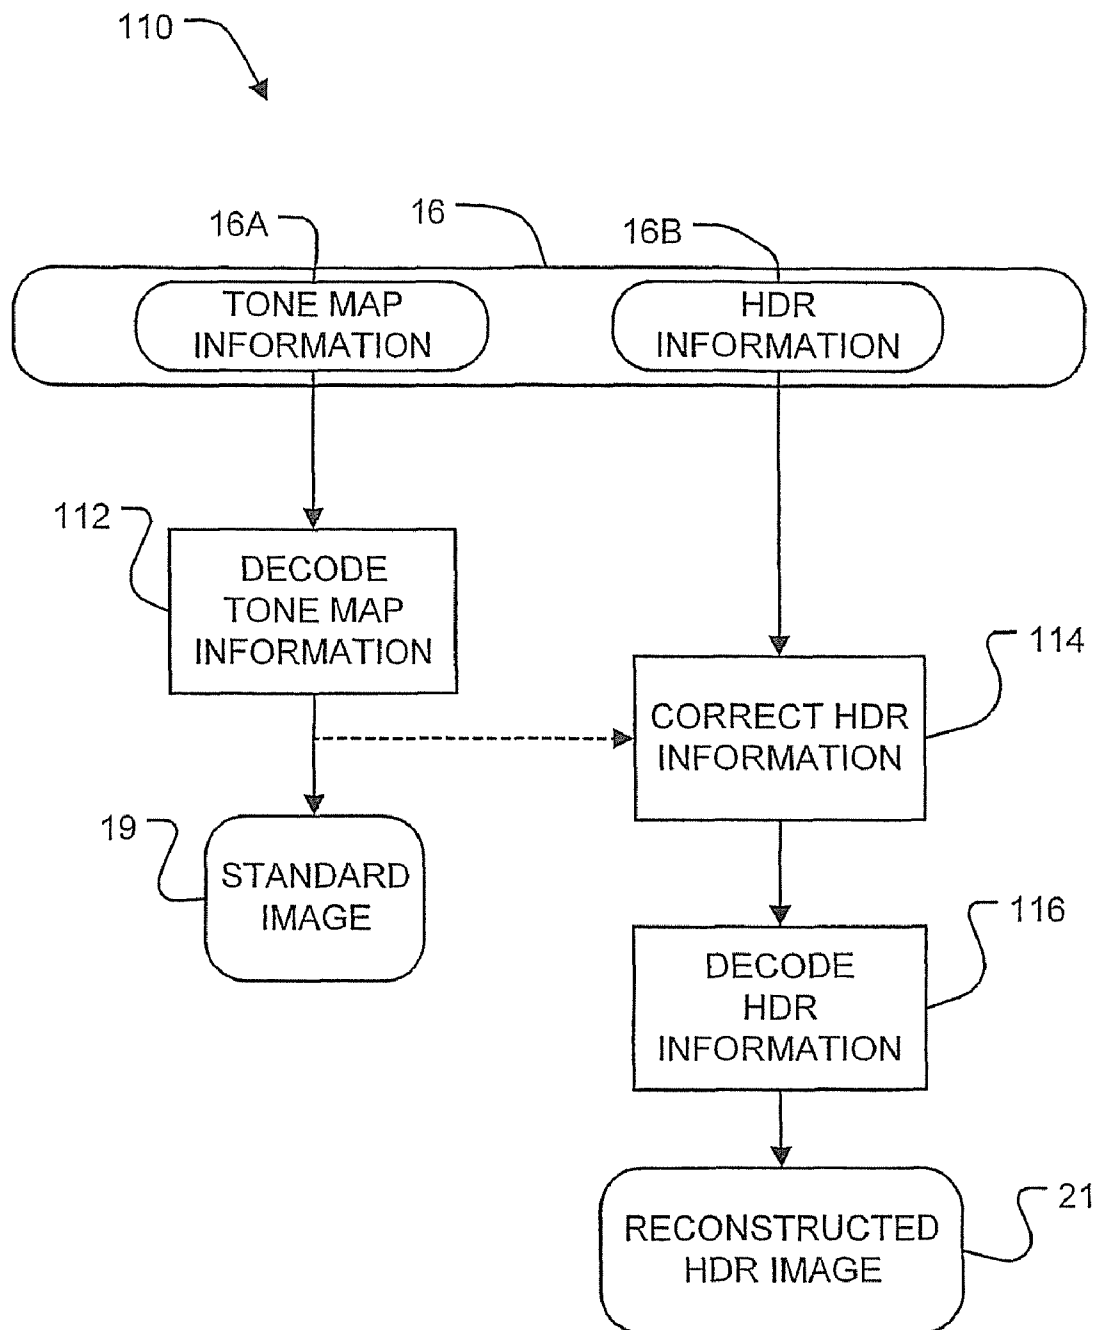 110
16A
16
16B
TONE MAP
INFORMATION
HDR
INFORMATION
112
DECODE
TONE MAP
INFORMATION
114
CORRECT HDR
INFORMATION
19
STANDARD
IMAGE
116
DECODE
HDR
INFORMATION
21
RECONSTRUCTED
HDR IMAGE